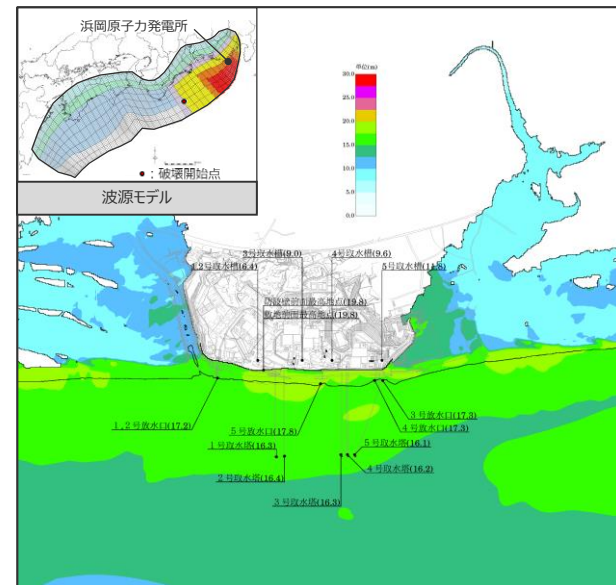 浜岡原子力発電所
●：破壊開始点
波源モデル
単位(m)
30.0
25.0
20.0
15.0
10.0
5.0
0.0
3号取水槽(9.0)
4号取水槽(9.6)
1,2号取水槽(6.4)
5号取水槽(11.8)
防波壁前面最高地点(19.8)
敷地前面最高地点(19.8)
1,2号放水口(17.2)
5号放水口(17.8)
3号放水口(17.3)
4号放水口(17.3)
1号取水塔(16.3)
5号取水塔(16.1)
2号取水塔(16.4)
4号取水塔(16.2)
3号取水塔(16.3)